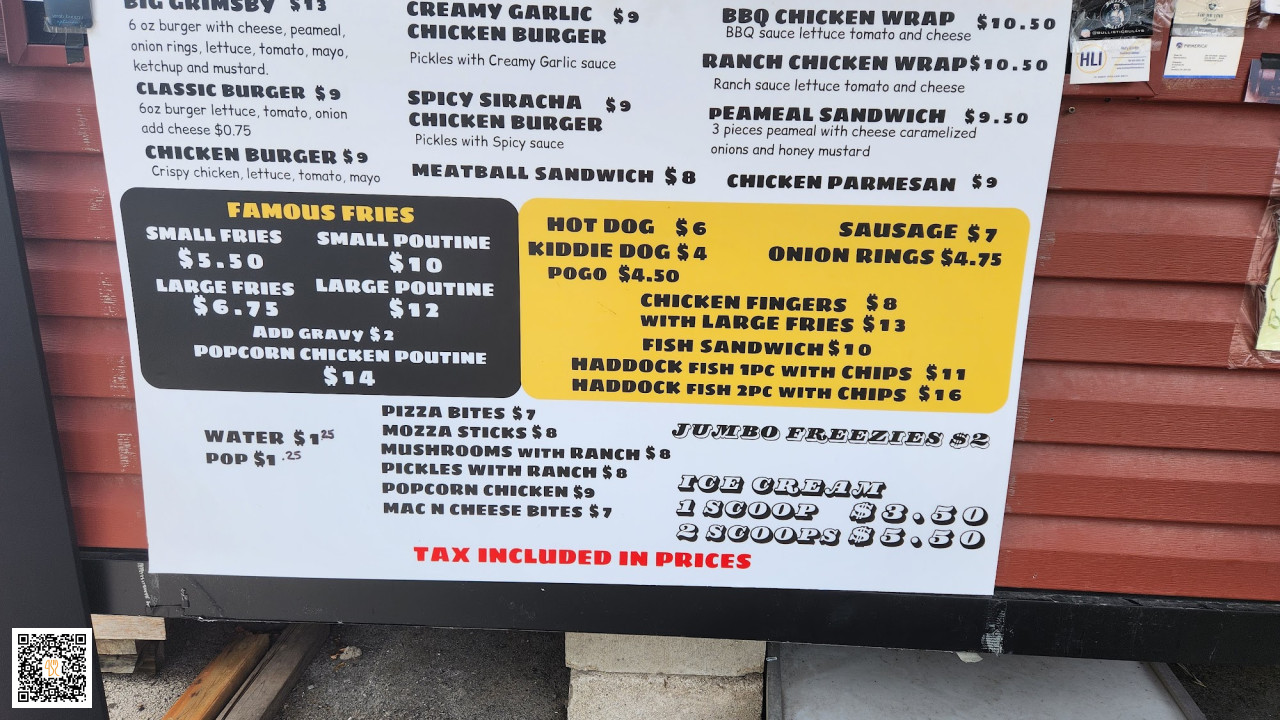 BIG GRIMSBY $13
6 oz burger with cheese, peameal,
onion rings, lettuce, tomato, mayo,
ketchup and mustard.
CLASSIC BURGER $9
6oz burger lettuce, tomato, onion
add cheese $0.75
CHICKEN BURGER $9
Crispy chicken, lettuce, tomato, mayo
CREAMY GARLIC $9
CHICKEN BURGER
Pickles with Creamy Garlic sauce
SPICY SIRACHA $9
CHICKEN BURGER
Pickles with Spicy sauce
MEATBALL SANDWICH $8
BBQ CHICKEN WRAP $10.50
BBQ sauce lettuce tomato and cheese
RANCH CHICKEN WRAP $10.50
Ranch sauce lettuce tomato and cheese
PEAMEAL SANDWICH $9.50
3 pieces peameal with cheese caramelized
onions and honey mustard
CHICKEN PARMESAN $9
FAMOUS FRIES
SMALL FRIES SMALL POUTINE
$5.50 $10
LARGE FRIES LARGE POUTINE
$6.75 $12
ADD GRAVY $2
POPCORN CHICKEN POUTINE
$14
HOT DOG $6 SAUSAGE $7
KIDDIE DOG $4 ONION RINGS $4.75
POGO $4.50
CHICKEN FINGERS $8
WITH LARGE FRIES $13
FISH SANDWICH $10
HADDOCK FISH 1PC WITH CHIPS $11
HADDOCK FISH 2PC WITH CHIPS $16
WATER $1.25
POP $1.25
PIZZA BITES $7
MOZZA STICKS $8
MUSHROOMS WITH RANCH $8
PICKLES WITH RANCH $8
POPCORN CHICKEN $9
MAC N CHEESE BITES $7
JUMBO FREEZIES $2
ICE CREAM
1 SCOOP $3.50
2 SCOOPS $5.50
TAX INCLUDED IN PRICES
HLI